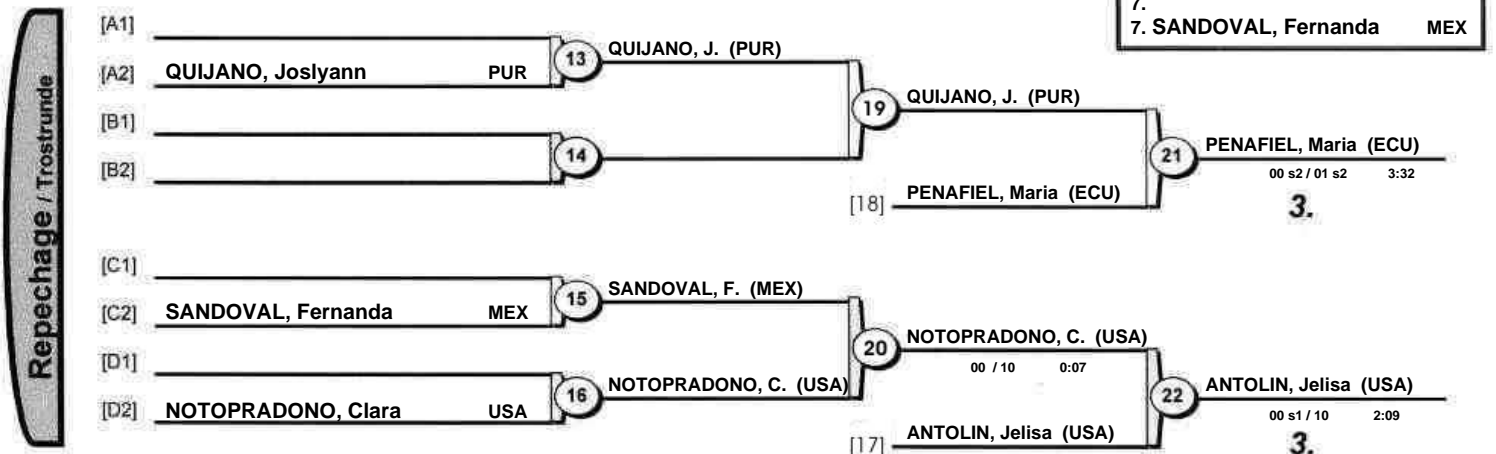 7.
7. SANDOVAL, Fernanda MEX
Repechage / Trostrunde
[A1]
[A2] QUIJANO, Joslyann PUR
13
QUIJANO, J. (PUR)
[B1]
[B2]
14
19
QUIJANO, J. (PUR)
[18] PENAFIEL, Maria (ECU)
21
PENAFIEL, Maria (ECU)
00 s2 / 01 s2 3:32
3.
[C1]
[C2] SANDOVAL, Fernanda MEX
15
SANDOVAL, F. (MEX)
[D1]
[D2] NOTOPRADONO, Clara USA
16
NOTOPRADONO, C. (USA)
20
NOTOPRADONO, C. (USA)
00 / 10 0:07
[17] ANTOLIN, Jelisa (USA)
22
ANTOLIN, Jelisa (USA)
00 s1 / 10 2:09
3.